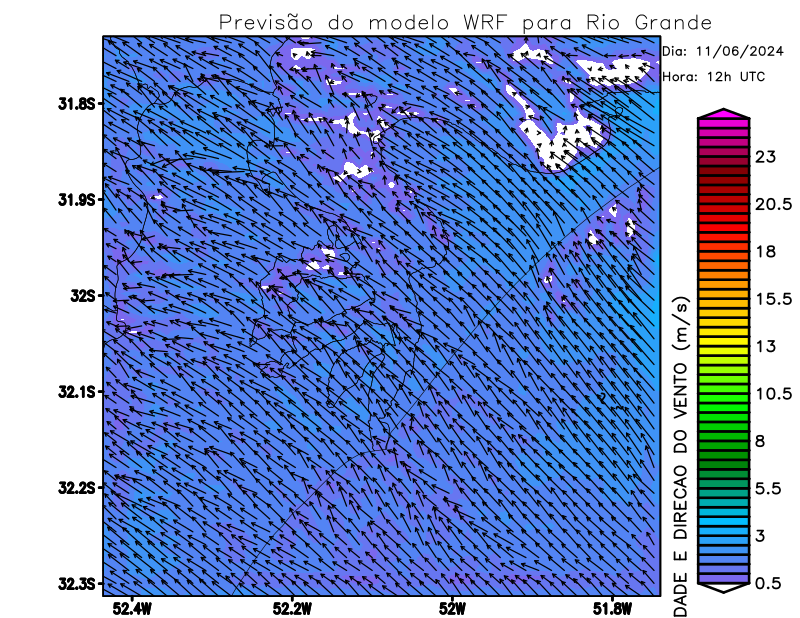 Previsão do modelo WRF para Rio Grande
Dia: 11/06/2024
Hora: 12h UTC
31.8S
31.9S
32S
32.1S
32.2S
32.3S
52.4W
52.2W
52W
51.8W
DADE E DIRECAO DO VENTO (m/s)
23
20.5
18
15.5
13
10.5
8
5.5
3
0.5